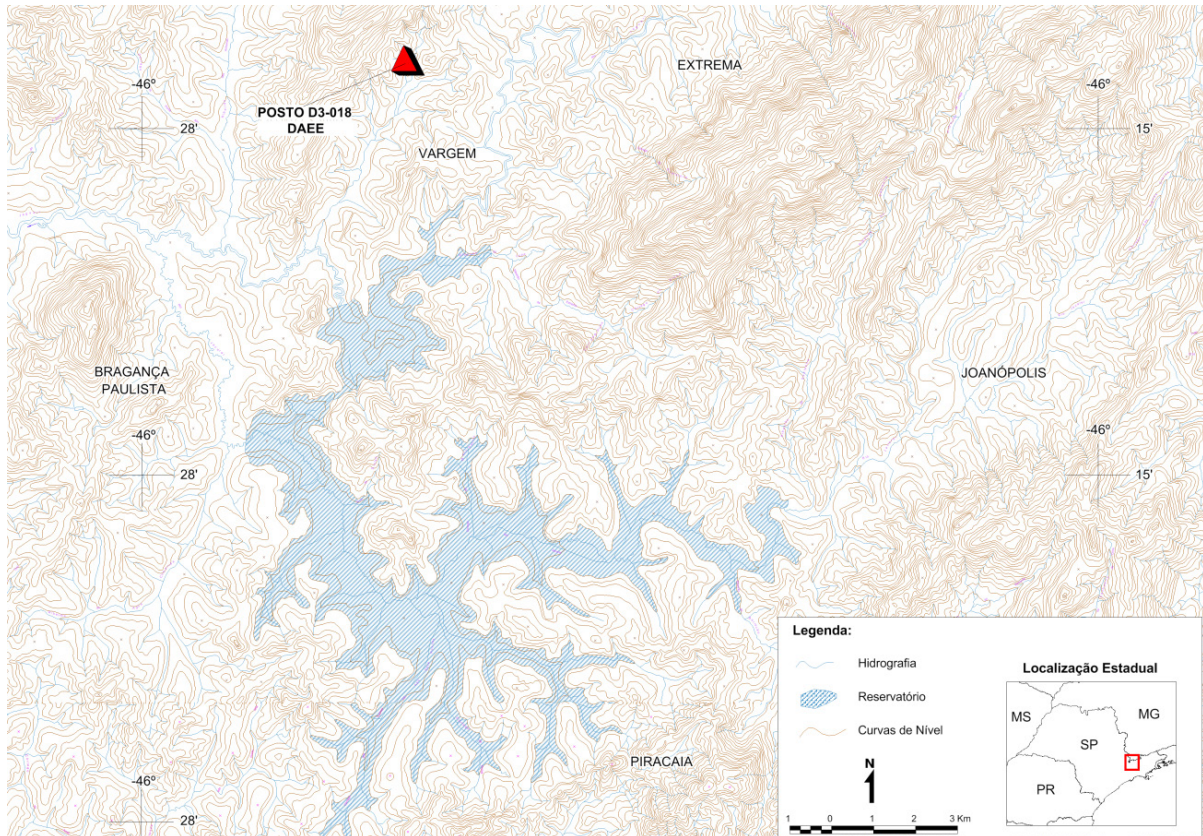 EXTREMA
-46º
28'
POSTO D3-018
DAEE
-46º
15'
VARGEM
BRAGANÇA
PAULISTA
JOANÓPOLIS
-46º
28'
-46º
15'
PIRACAIA
-46º
28'
Legenda:
Hidrografia
Reservatório
Curvas de Nível
N
1 0 1 2 3 Km
Localização Estadual
MS
MG
SP
PR